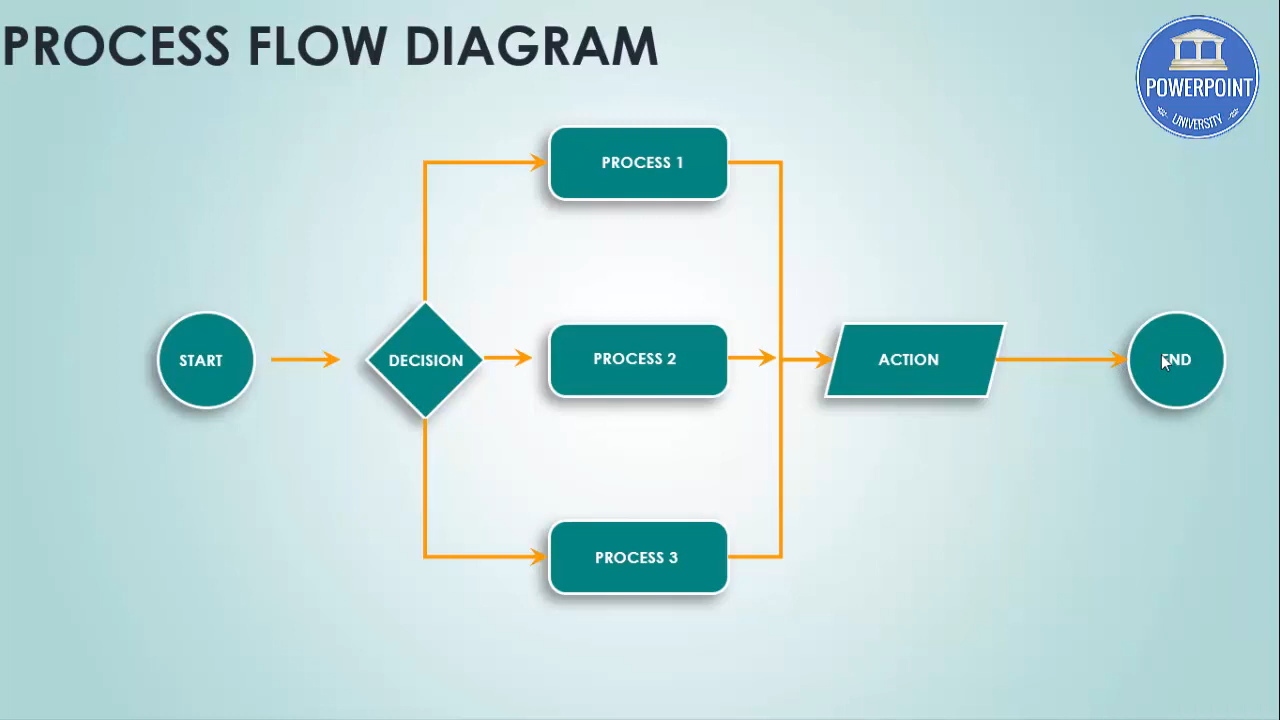 PROCESS FLOW DIAGRAM
POWERPOINT
UNIVERSITY
PROCESS 1
START
DECISION
PROCESS 2
ACTION
END
PROCESS 3